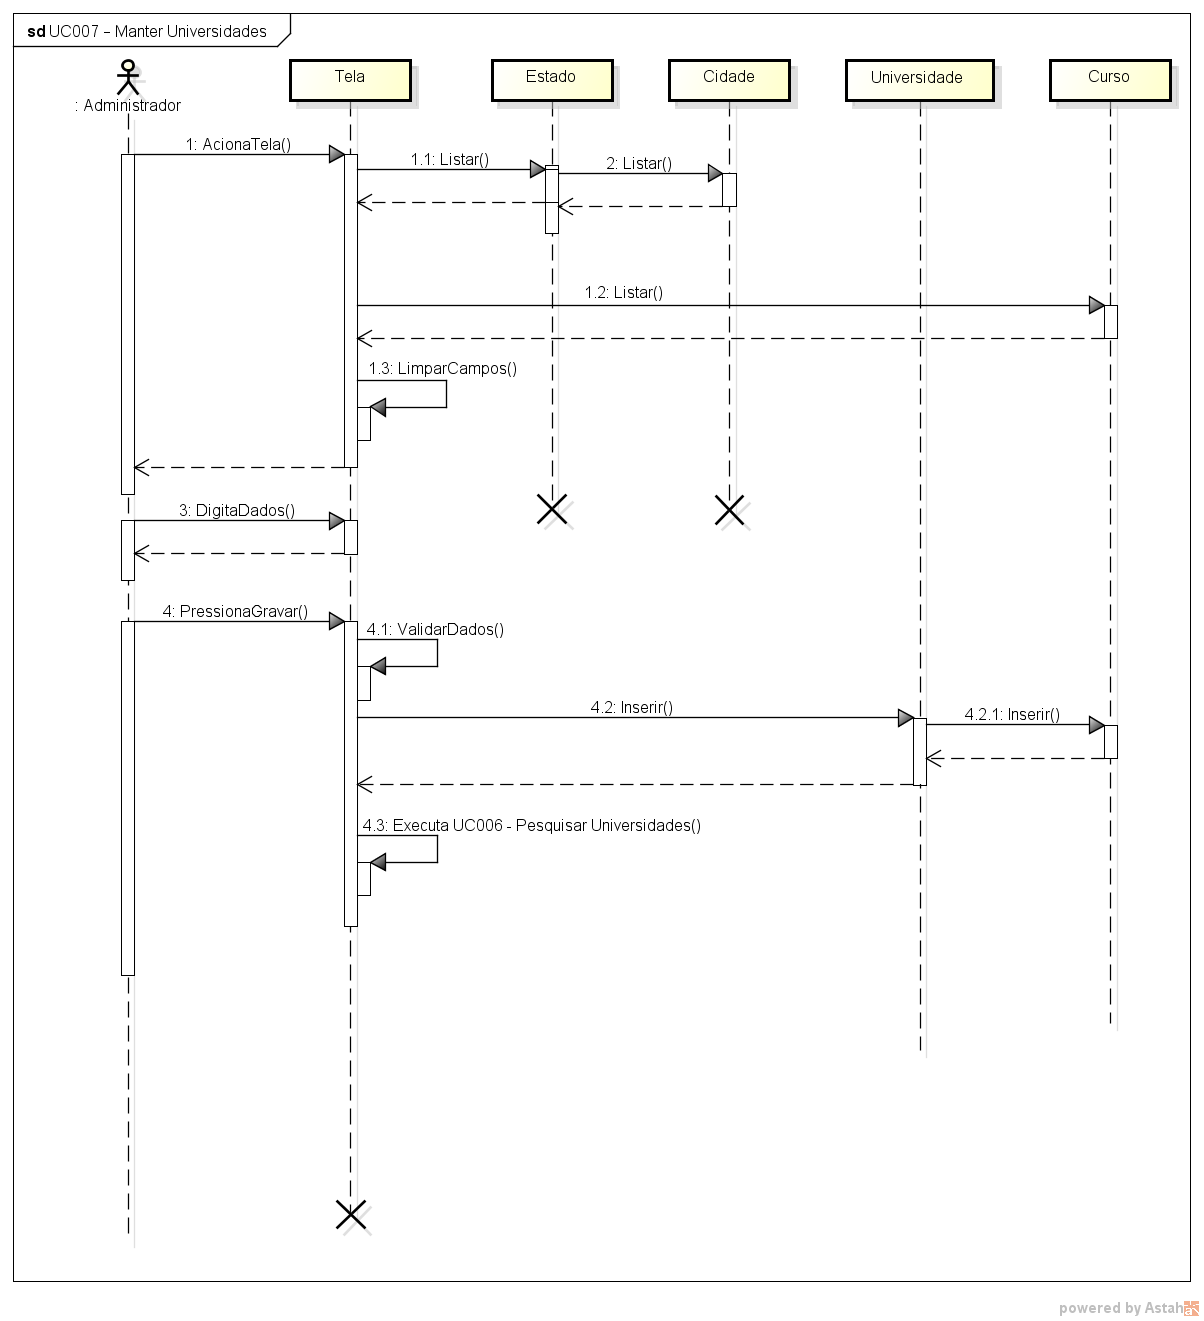 sd UC007 – Manter Universidades
: Administrador
Tela
Estado
Cidade
Universidade
Curso
1: AcionaTela()
1.1: Listar()
2: Listar()
1.2: Listar()
1.3: LimparCampos()
3: DigitaDados()
4: PressionaGravar()
4.1: ValidarDados()
4.2: Inserir()
4.2.1: Inserir()
4.3: Executa UC006 - Pesquisar Universidades()
powered by Astah